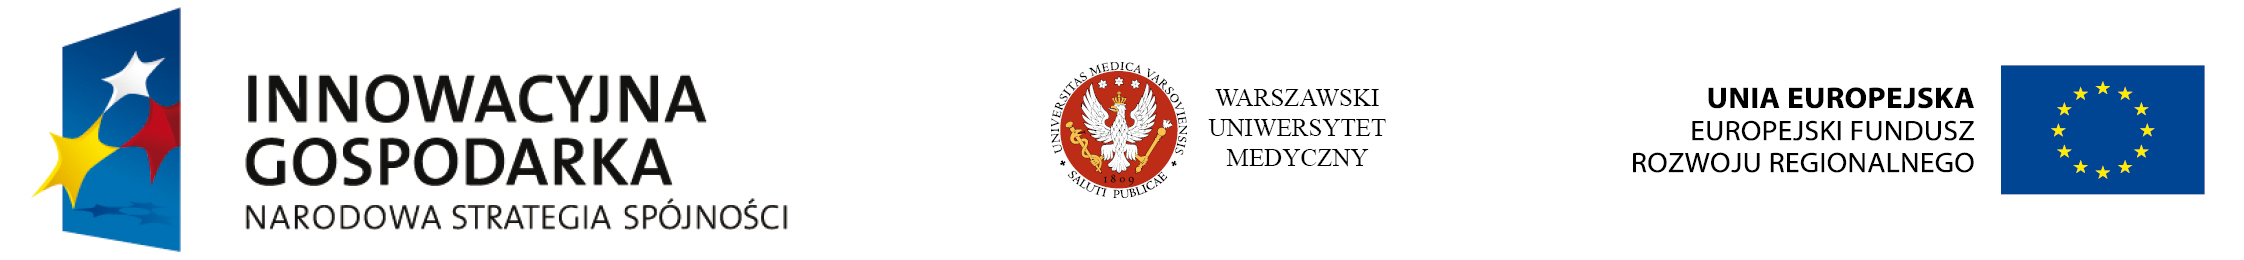 INNOWACYJNA
GOSPODARKA
NARODOWA STRATEGIA SPÓJNOŚCI
UNIVERSITAS MEDICA VARSOVIENSIS
1809
SALUTI PUBLICAE
WARSZAWSKI
UNIWERSYTET
MEDYCZNY
UNIA EUROPEJSKA
EUROPEJSKI FUNDUSZ
ROZWOJU REGIONALNEGO